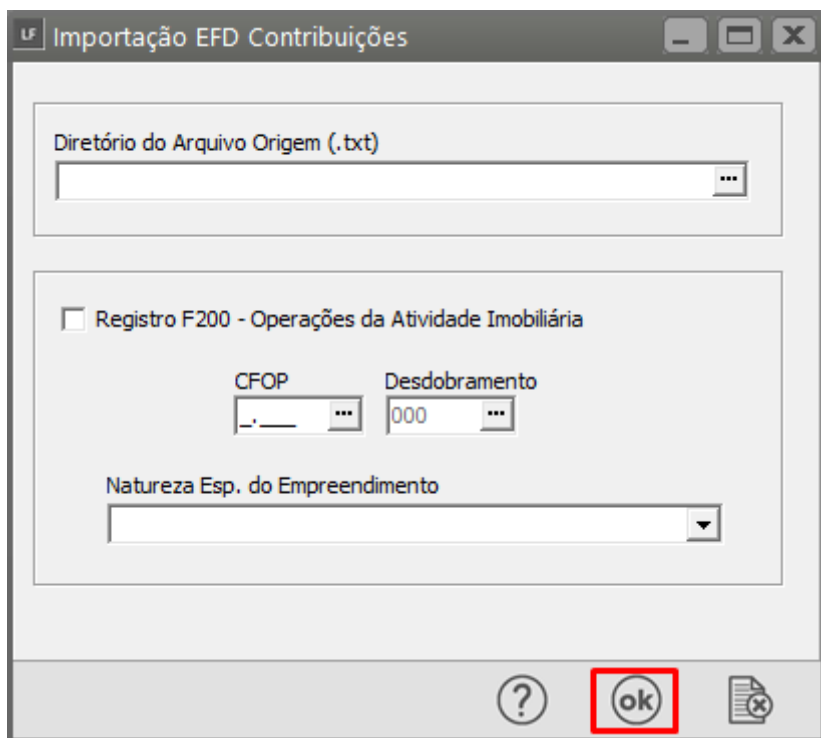 LF Importação EFD Contribuições
Diretório do Arquivo Origem (.txt)
...
Registro F200 - Operações da Atividade Imobiliária
CFOP Desdobramento
_.___ ... 000 ...
Natureza Esp. do Empreendimento
? ok